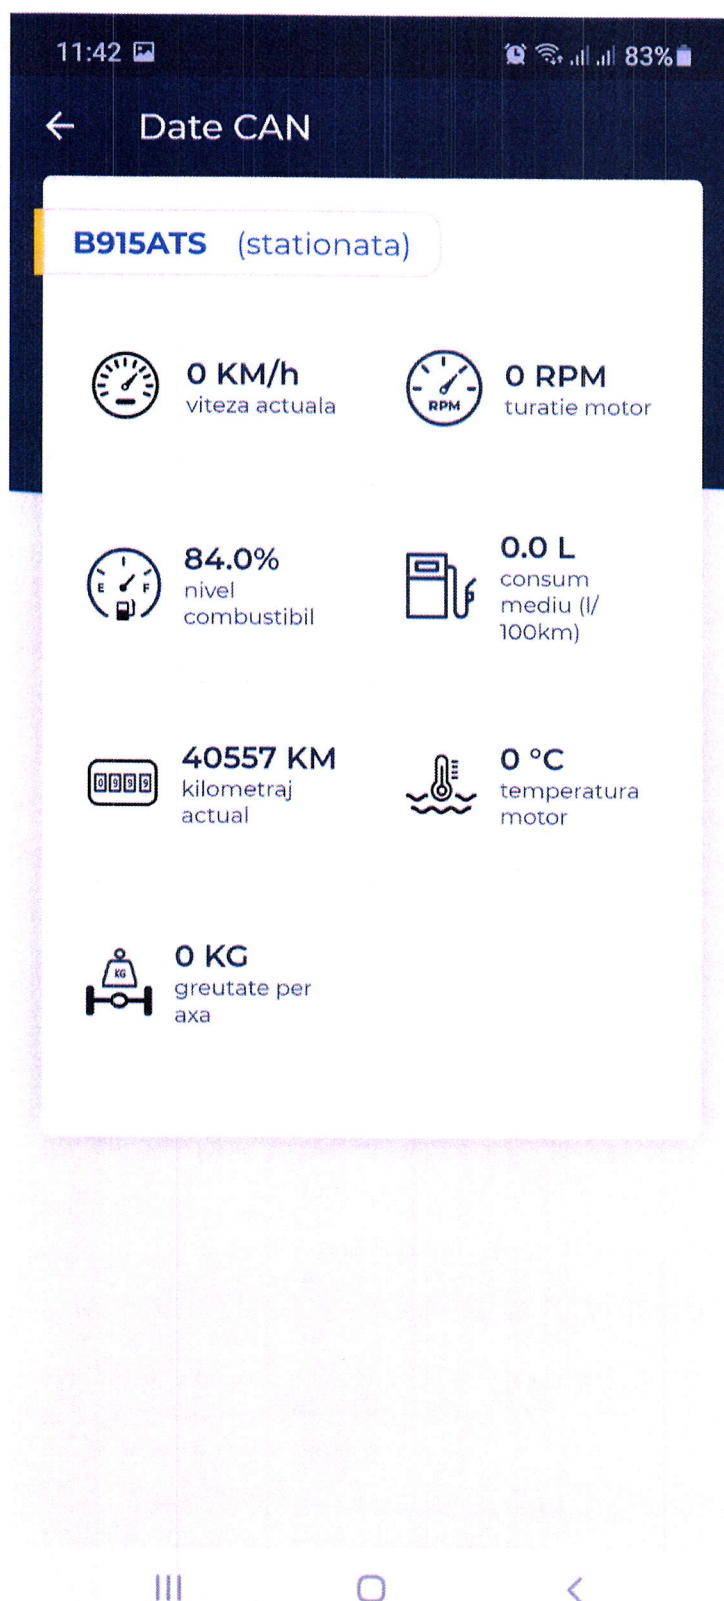 11:42 83%
Date CAN
B915ATS (stationata)
0 KM/h
viteza actuala
0 RPM
RPM
turatie motor
84.0%
E F
nivel
combustibil
0.0 L
consum
mediu (l/
100km)
40557 KM
0999
kilometraj
actual
0 °C
temperatura
motor
0 KG
KG
greutate per
axa